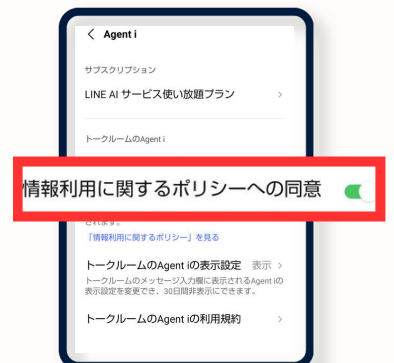 < Agent i
サブスクリプション
LINE AI サービス使い放題プラン >
トークルームのAgent i
情報利用に関するポリシーへの同意
されます。
「情報利用に関するポリシー」を見る
トークルームのAgent iの表示設定 表示 >
トークルームのメッセージ入力欄に表示されるAgent iの
表示設定を変更でき、30日間非表示にできます。
トークルームのAgent iの利用規約 >